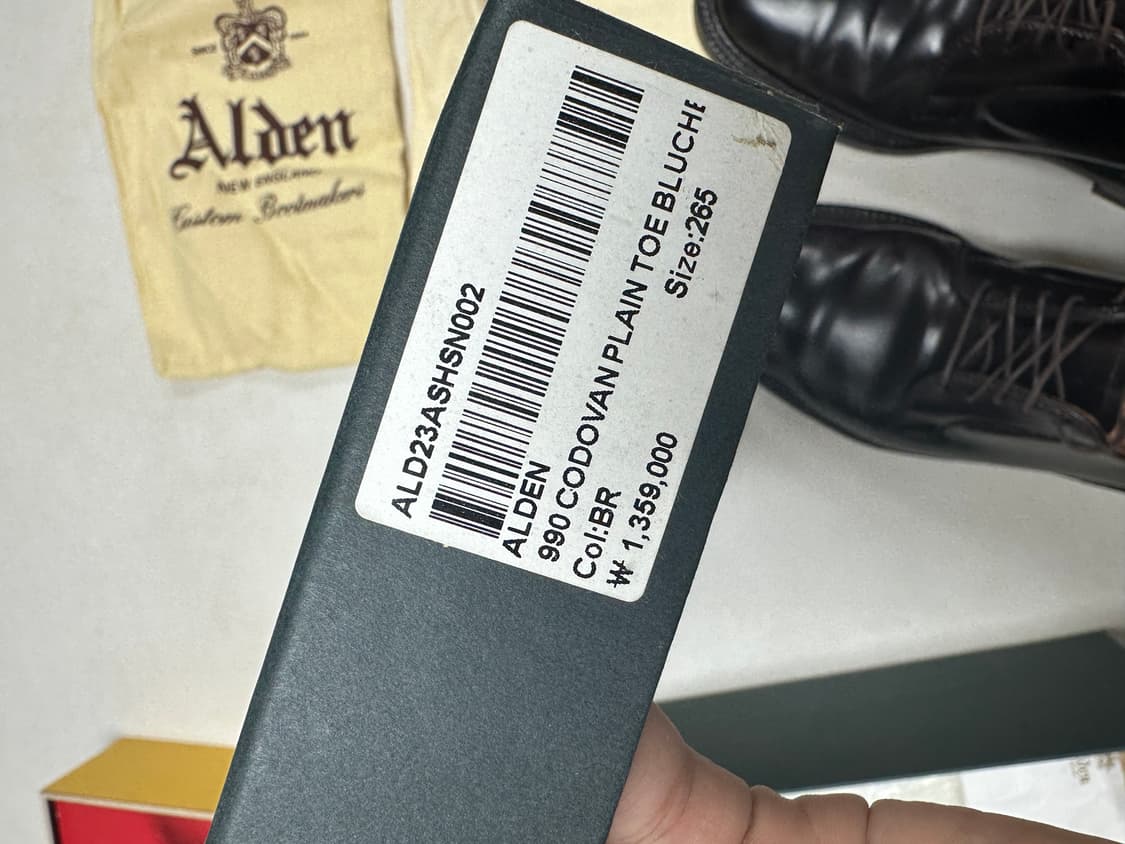 Alden
NEW ENGLAND
Custom Bootmakers
ALD23ASHSN002
ALDEN
990 CODOVAN PLAIN TOE BLUCHE
Col:BR
Size:265
₩ 1,359,000